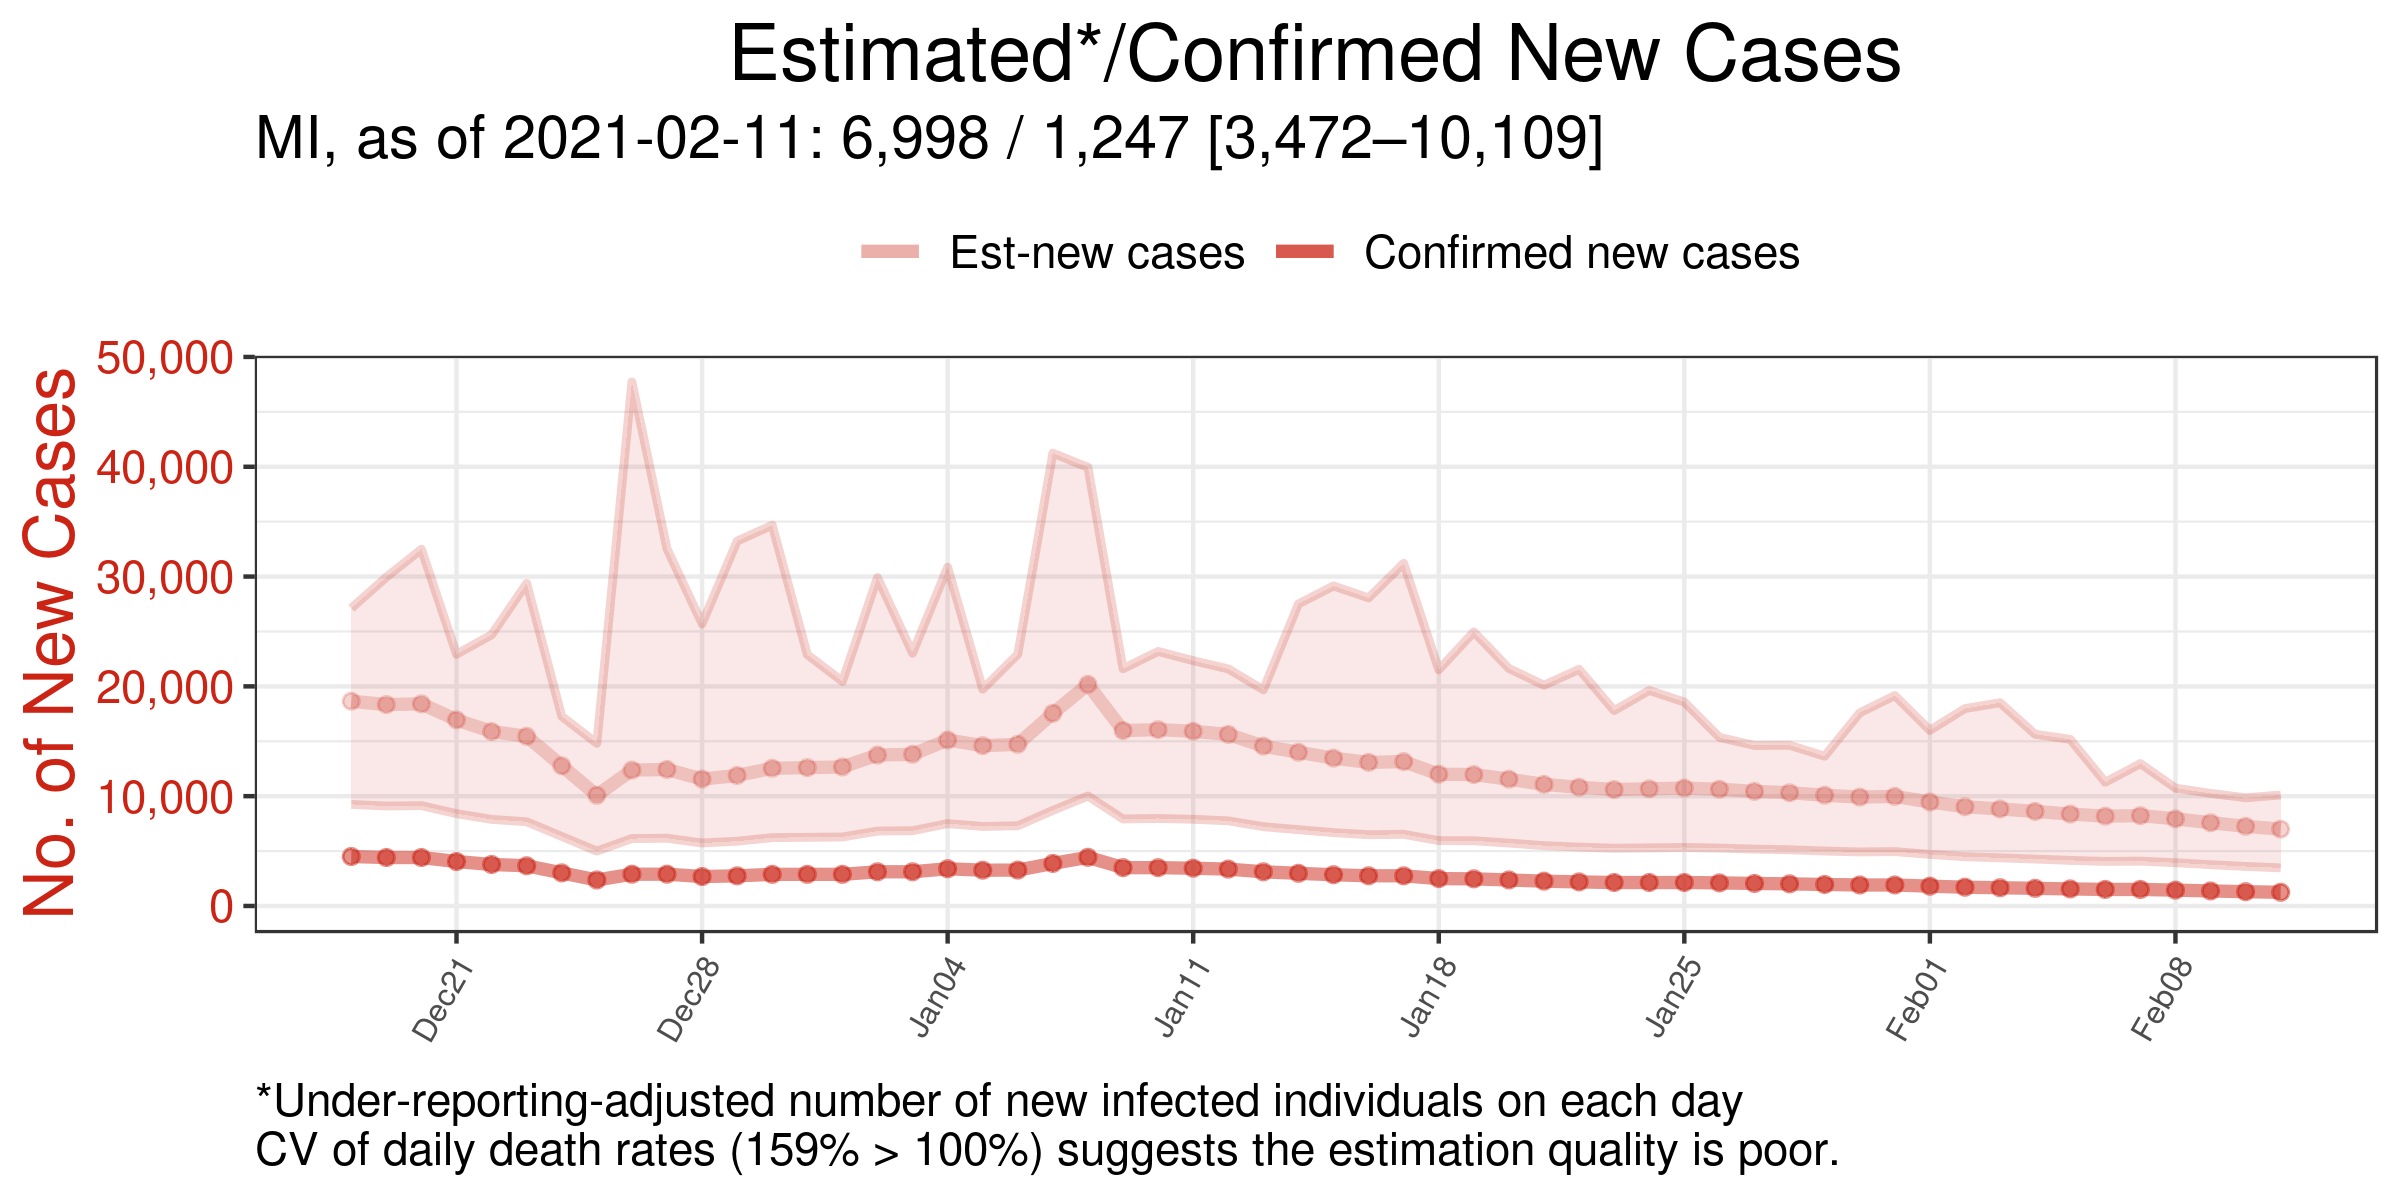 Estimated*/Confirmed New Cases
MI, as of 2021-02-11: 6,998 / 1,247 [3,472–10,109]
Est-new cases
Confirmed new cases
No. of New Cases
50,000
40,000
30,000
20,000
10,000
0
Dec21
Dec28
Jan04
Jan11
Jan18
Jan25
Feb01
Feb08
*Under-reporting-adjusted number of new infected individuals on each day
CV of daily death rates (159% > 100%) suggests the estimation quality is poor.